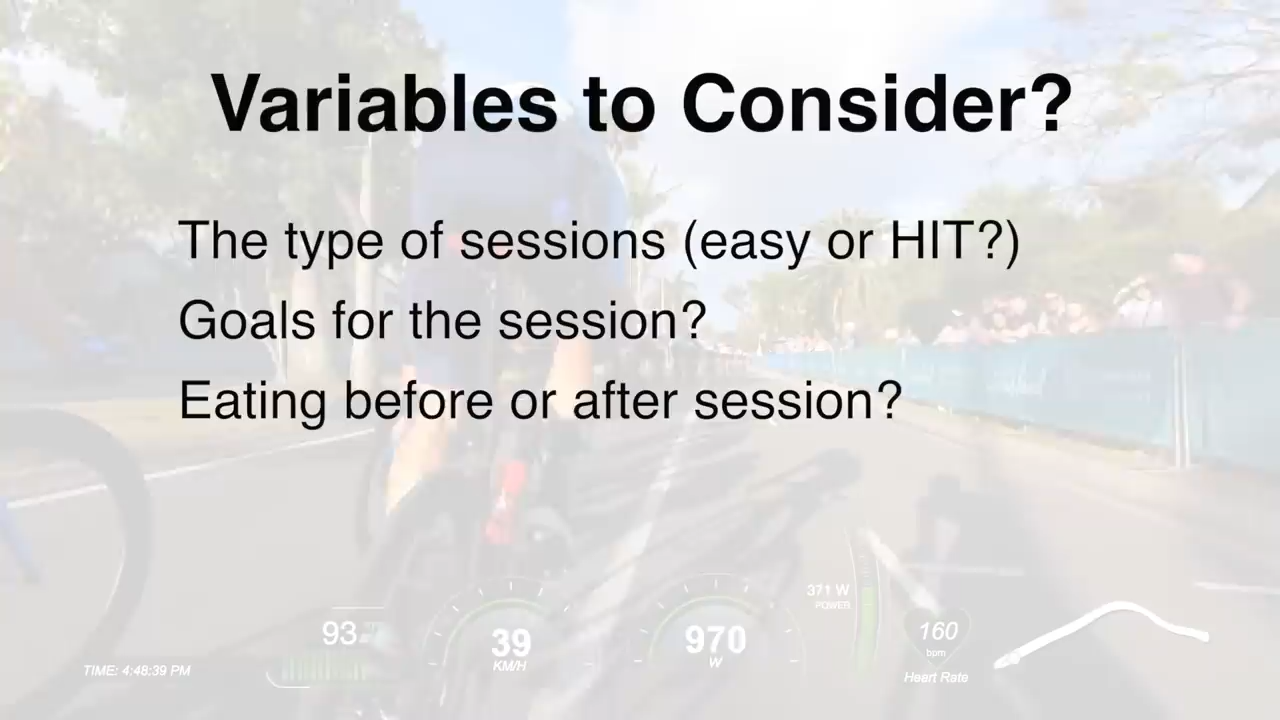 Variables to Consider?
The type of sessions (easy or HIT?)
Goals for the session?
Eating before or after session?
371 W
POWER
93
39
KM/H
970
W
160
bpm
TIME: 4:48:39 PM
Heart Rate